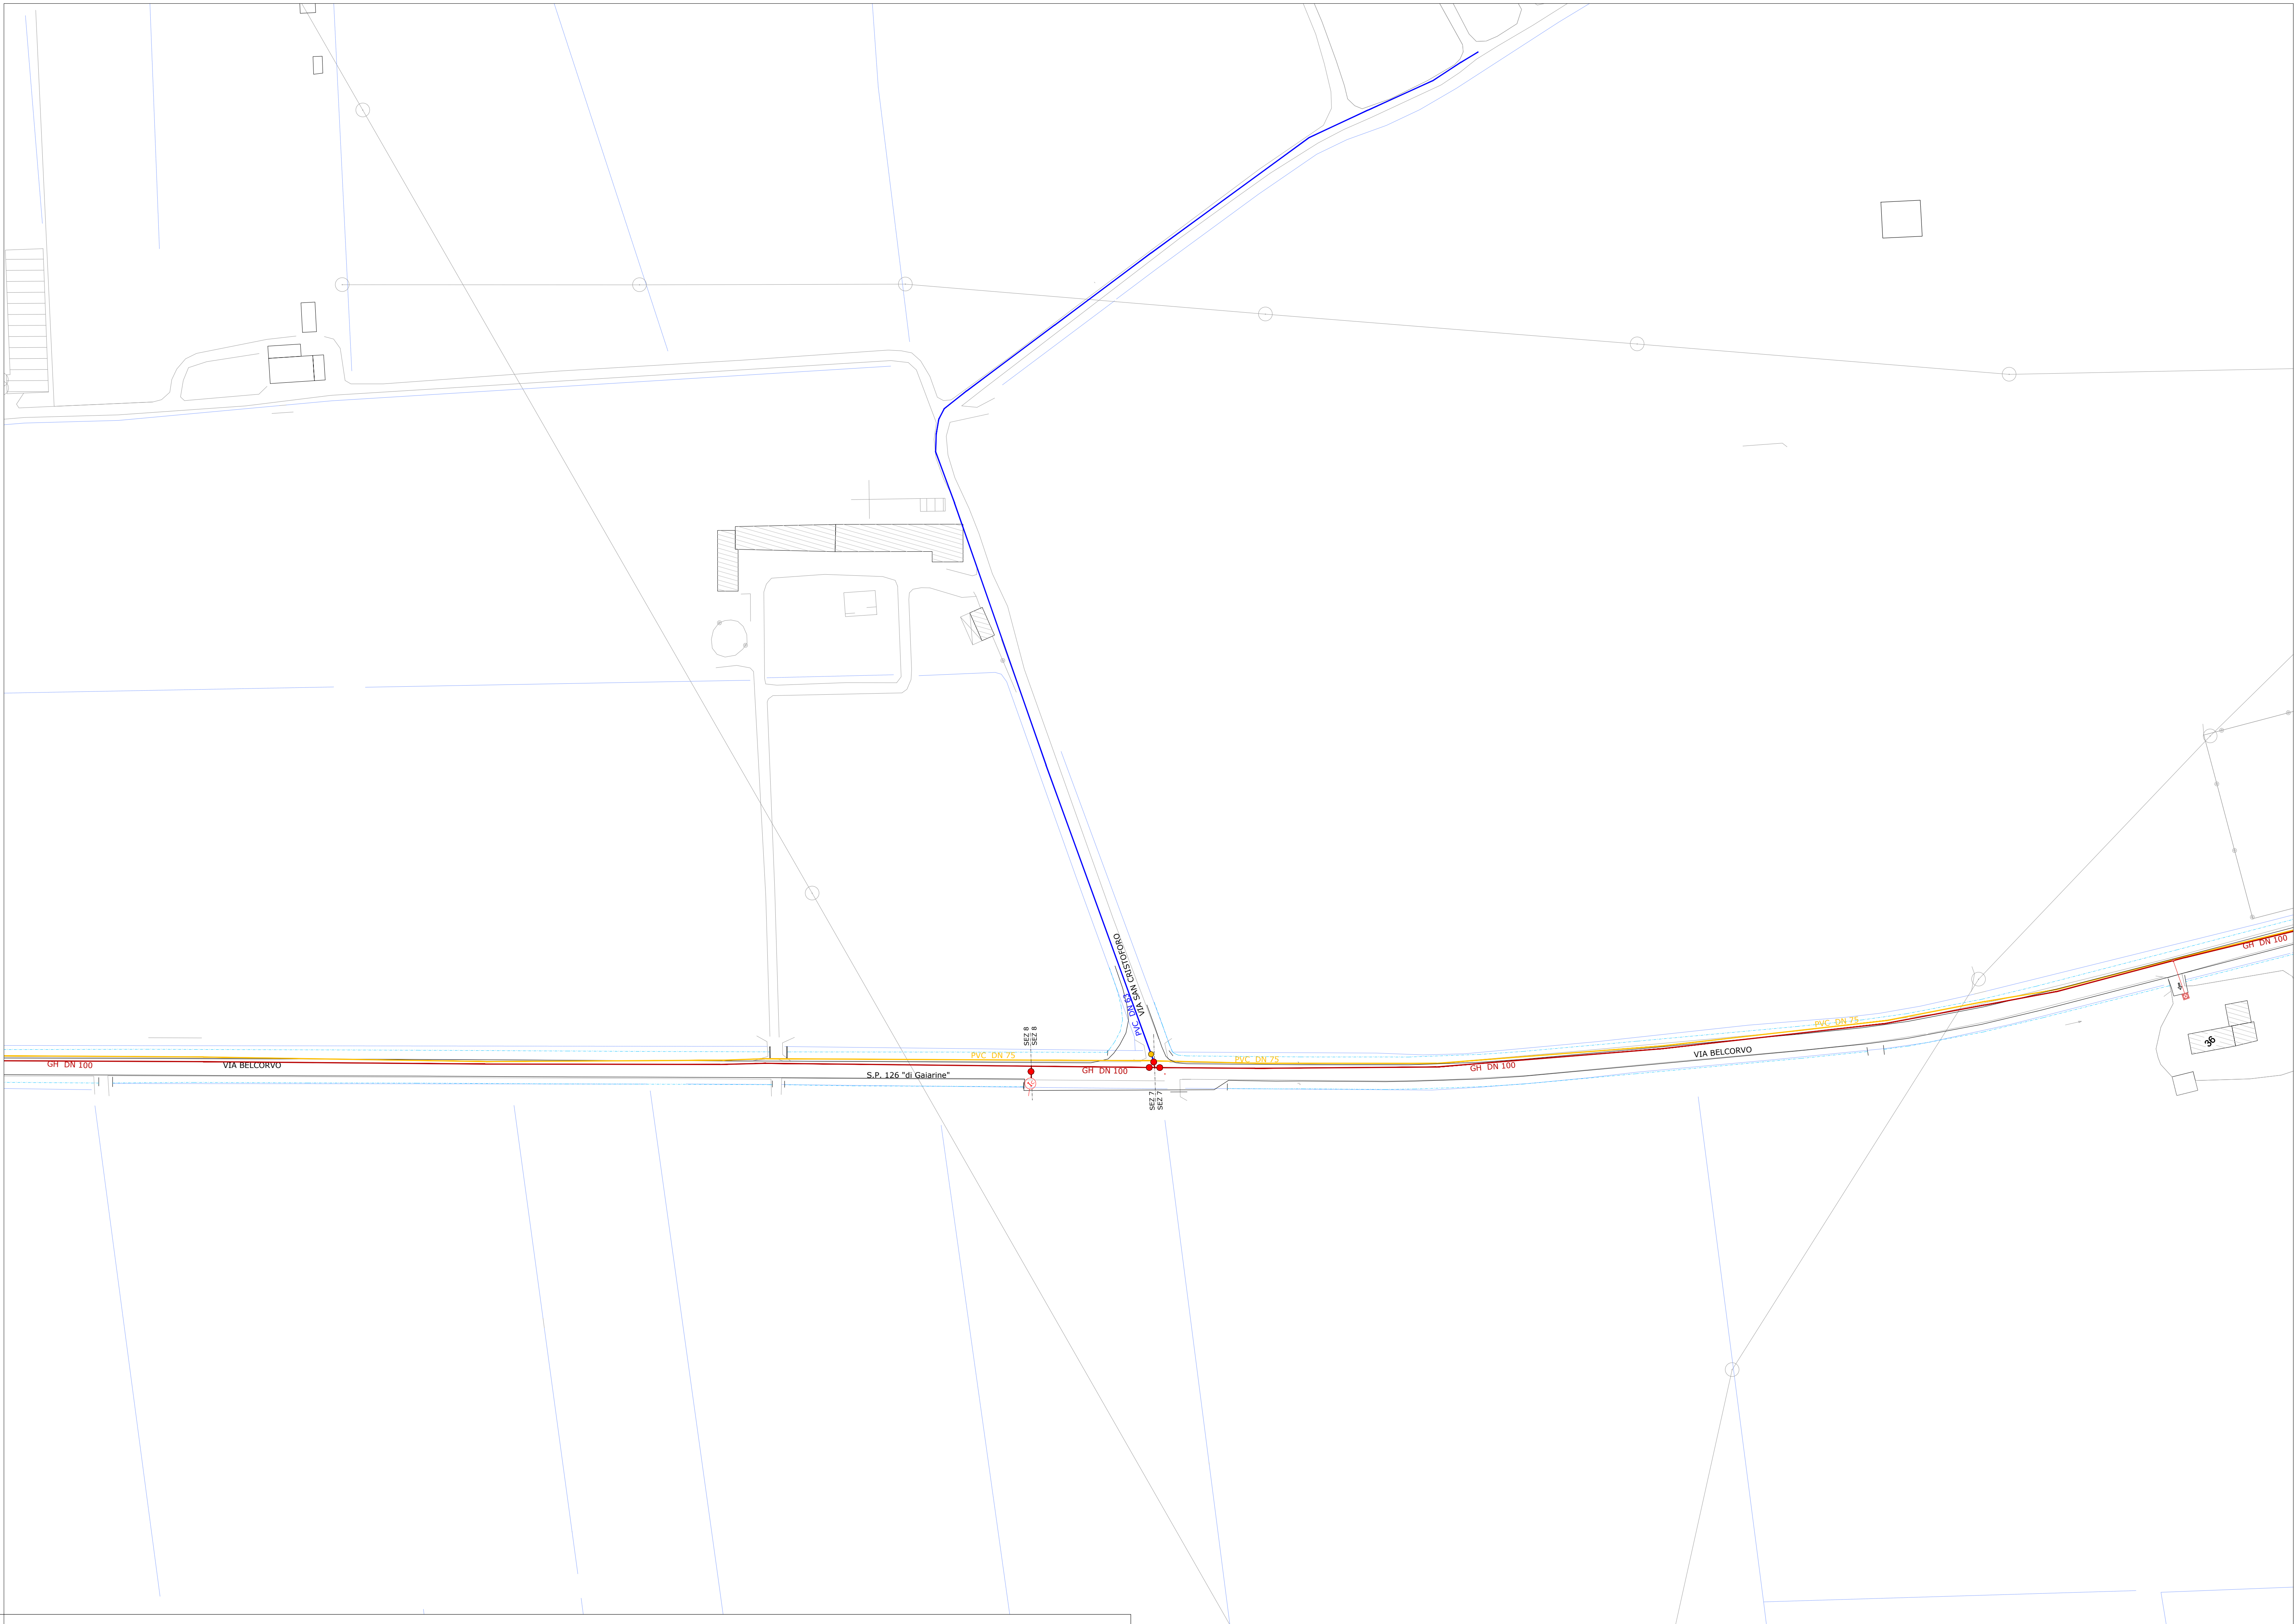 VIA SAN CRISTOFORO
PVC  DN 63
GH  DN 100
PVC  DN 75
4
36
VIA BELCORVO
SEZ 8
SEZ 8
PVC  DN 75
PVC  DN 75
GH  DN 100
VIA BELCORVO
S.P. 126 "di Gaiarine"
GH  DN 100
GH  DN 100
SEZ 7
SEZ 7